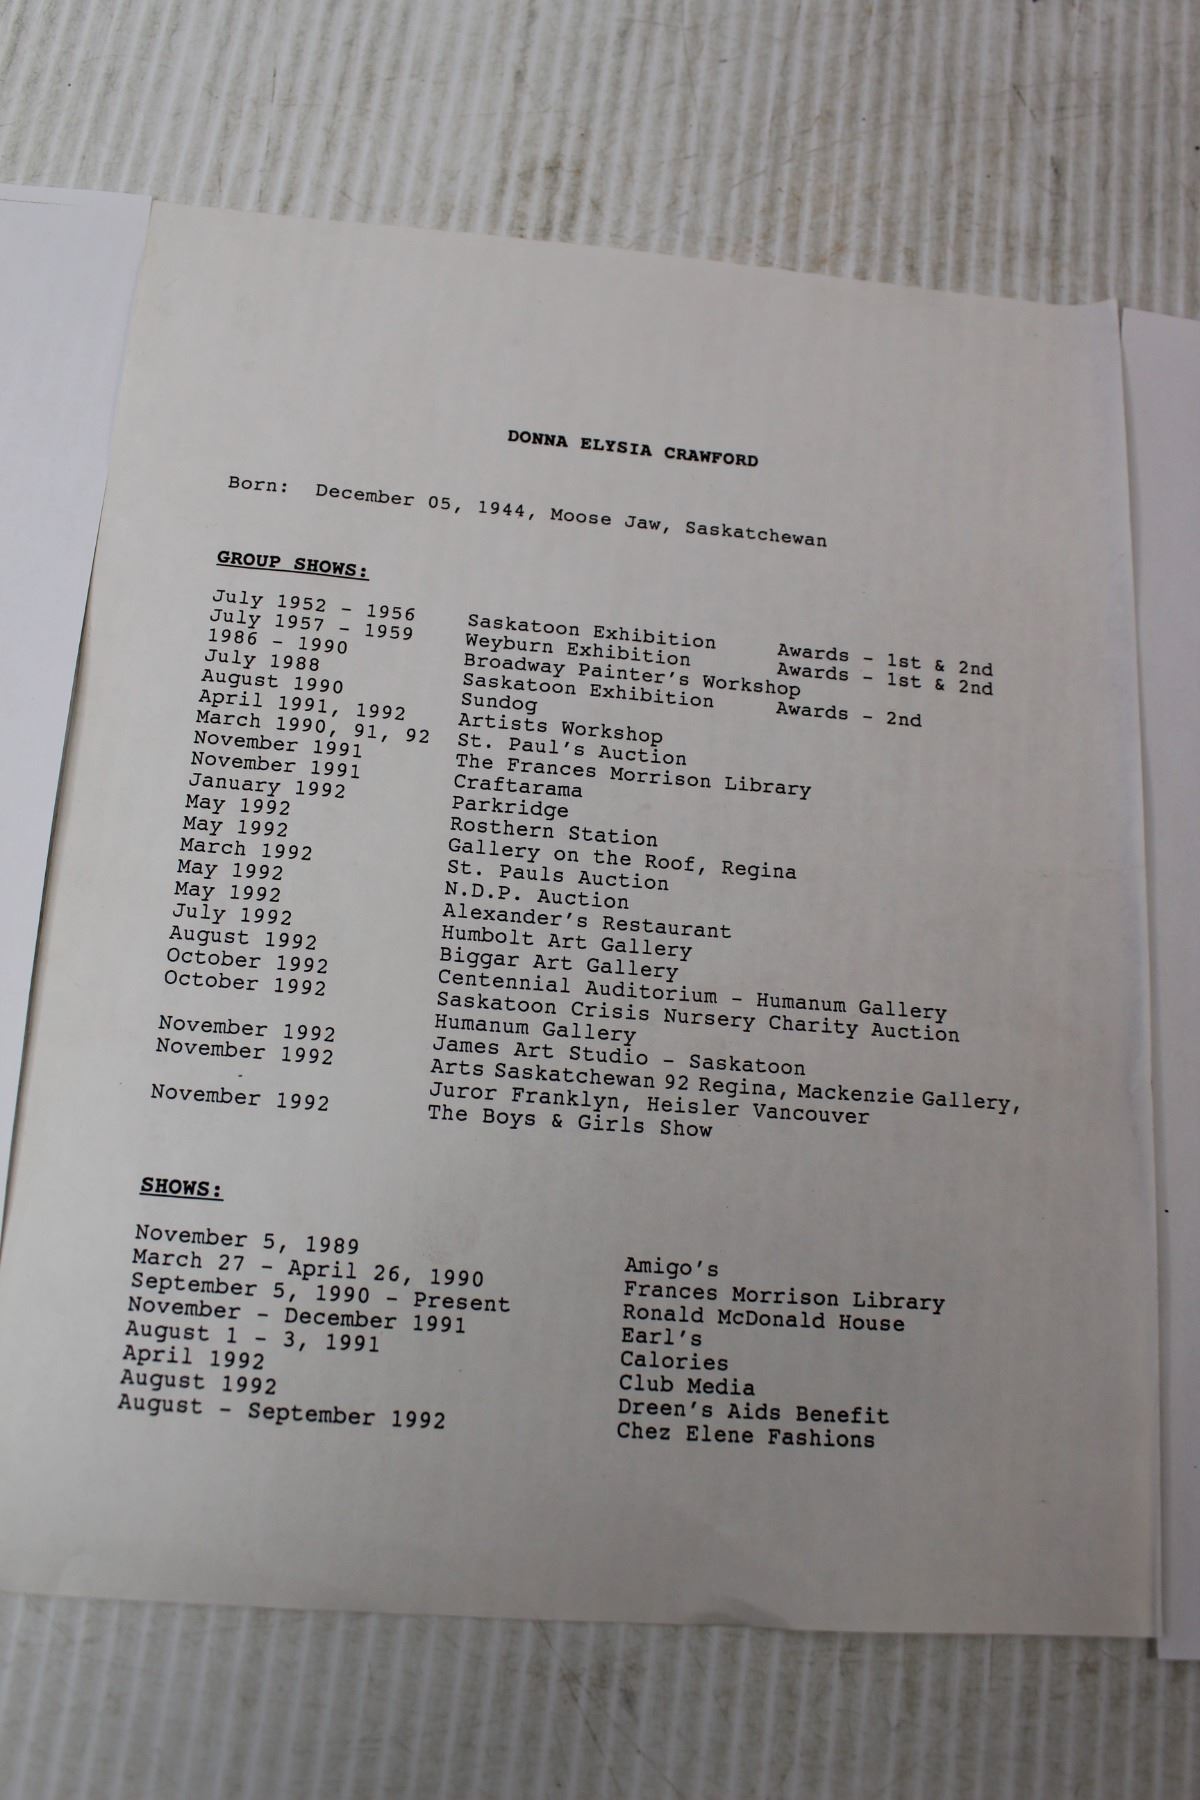 DONNA ELYSIA CRAWFORD
Born: December 05, 1944, Moose Jaw, Saskatchewan
GROUP SHOWS:
July 1952 - 1956 Saskatoon Exhibition Awards - 1st & 2nd
July 1957 - 1959 Weyburn Exhibition Awards - 1st & 2nd
1986 - 1990 Broadway Painter's Workshop
July 1988 Saskatoon Exhibition Awards - 2nd
August 1990 Sundog
April 1991, 1992 Artists Workshop
March 1990, 91, 92 St. Paul's Auction
November 1991 The Frances Morrison Library
November 1991 Craftarama
January 1992 Parkridge
May 1992 Rosthern Station
May 1992 Gallery on the Roof, Regina
March 1992 St. Pauls Auction
May 1992 N.D.P. Auction
May 1992 Alexander's Restaurant
July 1992 Humbolt Art Gallery
August 1992 Biggar Art Gallery
October 1992 Centennial Auditorium - Humanum Gallery
October 1992 Saskatoon Crisis Nursery Charity Auction
Humanum Gallery
November 1992 James Art Studio - Saskatoon
November 1992 Arts Saskatchewan 92 Regina, Mackenzie Gallery,
Juror Franklyn, Heisler Vancouver
November 1992 The Boys & Girls Show
SHOWS:
November 5, 1989 Amigo's
March 27 - April 26, 1990 Frances Morrison Library
September 5, 1990 - Present Ronald McDonald House
November - December 1991 Earl's
August 1 - 3, 1991 Calories
April 1992 Club Media
August 1992 Dreen's Aids Benefit
August - September 1992 Chez Elene Fashions